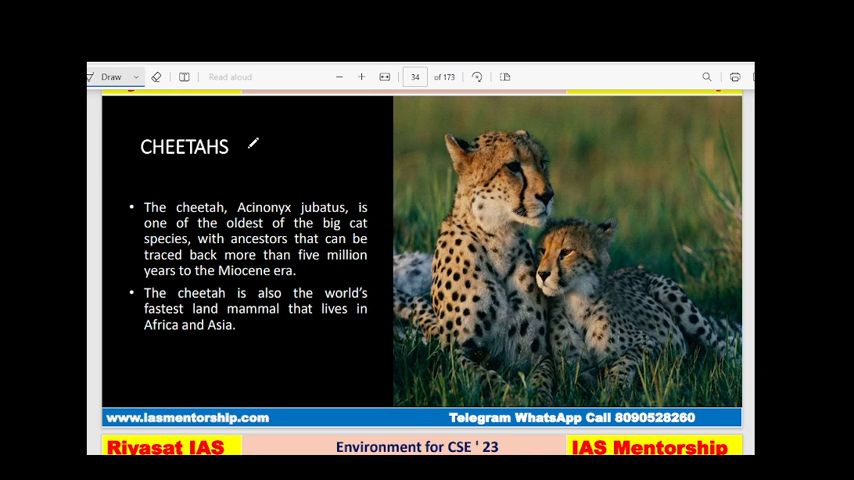 Draw
Read aloud
34 of 173
CHEETAHS
• The cheetah, Acinonyx jubatus, is
one of the oldest of the big cat
species, with ancestors that can be
traced back more than five million
years to the Miocene era.
• The cheetah is also the world's
fastest land mammal that lives in
Africa and Asia.
www.iasmentorship.com
Telegram WhatsApp Call 8090528260
Riyasat IAS
Environment for CSE ' 23
IAS Mentorship